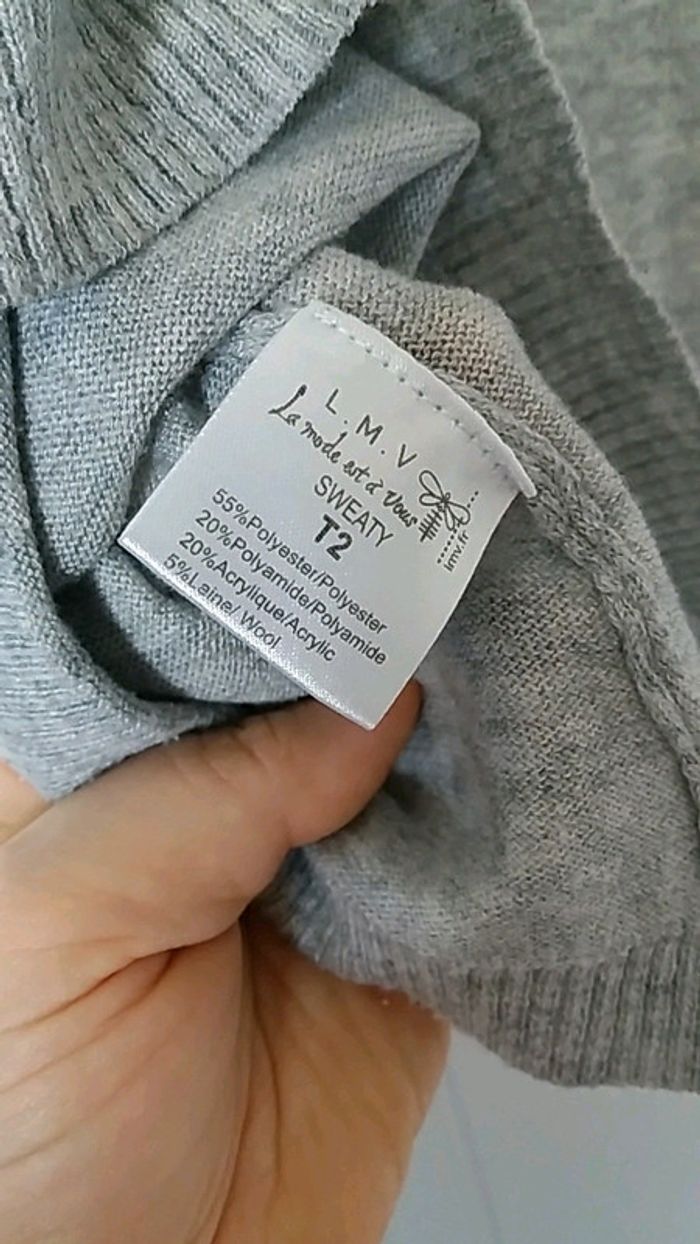 L.M.V
La mode est à vous
lmv.fr
SWEATY
T2
55%Polyester/Polyester
20%Polyamide/Polyamide
20%Acrylique/Acrylic
5%Laine/Wool